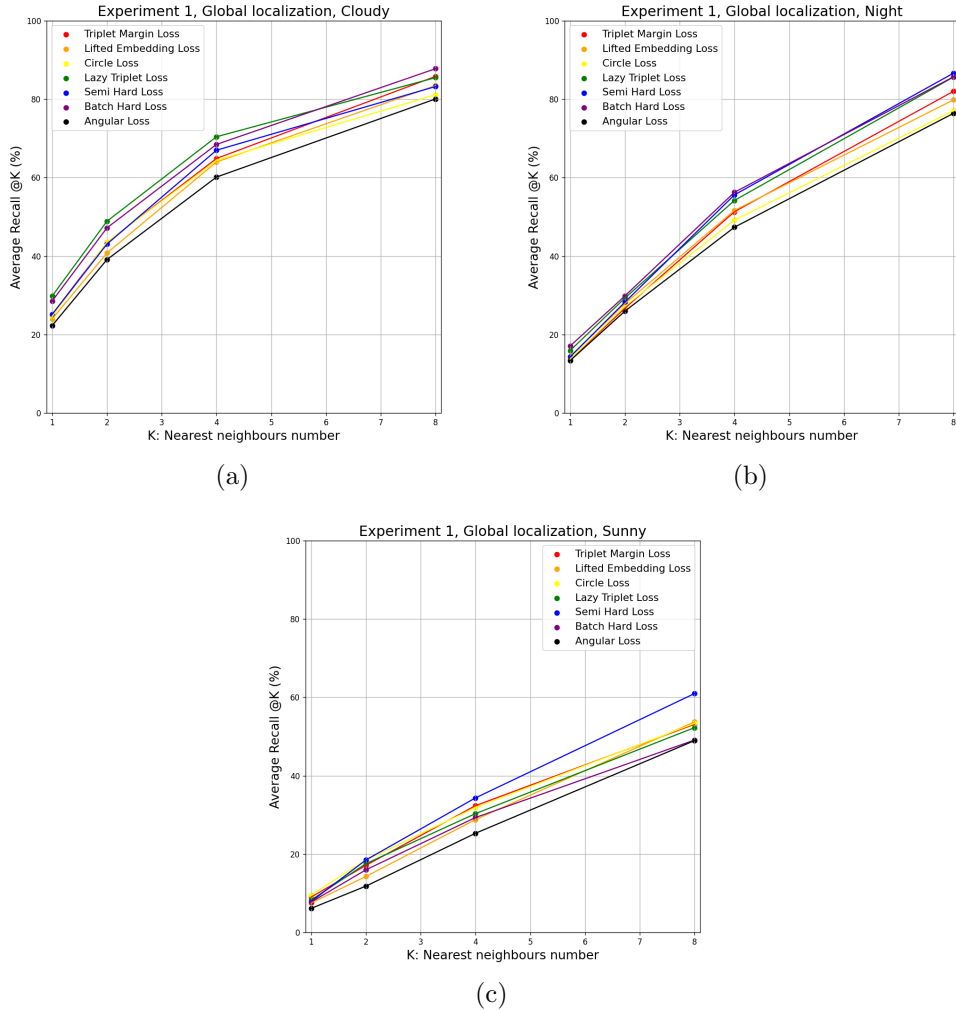 Experiment 1, Global localization, Cloudy
100
80
60
40
20
0
Average Recall @K (%)
Triplet Margin Loss
Lifted Embedding Loss
Circle Loss
Lazy Triplet Loss
Semi Hard Loss
Batch Hard Loss
Angular Loss
1 2 3 4 5 6 7 8
K: Nearest neighbours number
(a)
Experiment 1, Global localization, Night
100
80
60
40
20
0
Average Recall @K (%)
Triplet Margin Loss
Lifted Embedding Loss
Circle Loss
Lazy Triplet Loss
Semi Hard Loss
Batch Hard Loss
Angular Loss
1 2 3 4 5 6 7 8
K: Nearest neighbours number
(b)
Experiment 1, Global localization, Sunny
100
80
60
40
20
0
Average Recall @K (%)
Triplet Margin Loss
Lifted Embedding Loss
Circle Loss
Lazy Triplet Loss
Semi Hard Loss
Batch Hard Loss
Angular Loss
1 2 3 4 5 6 7 8
K: Nearest neighbours number
(c)